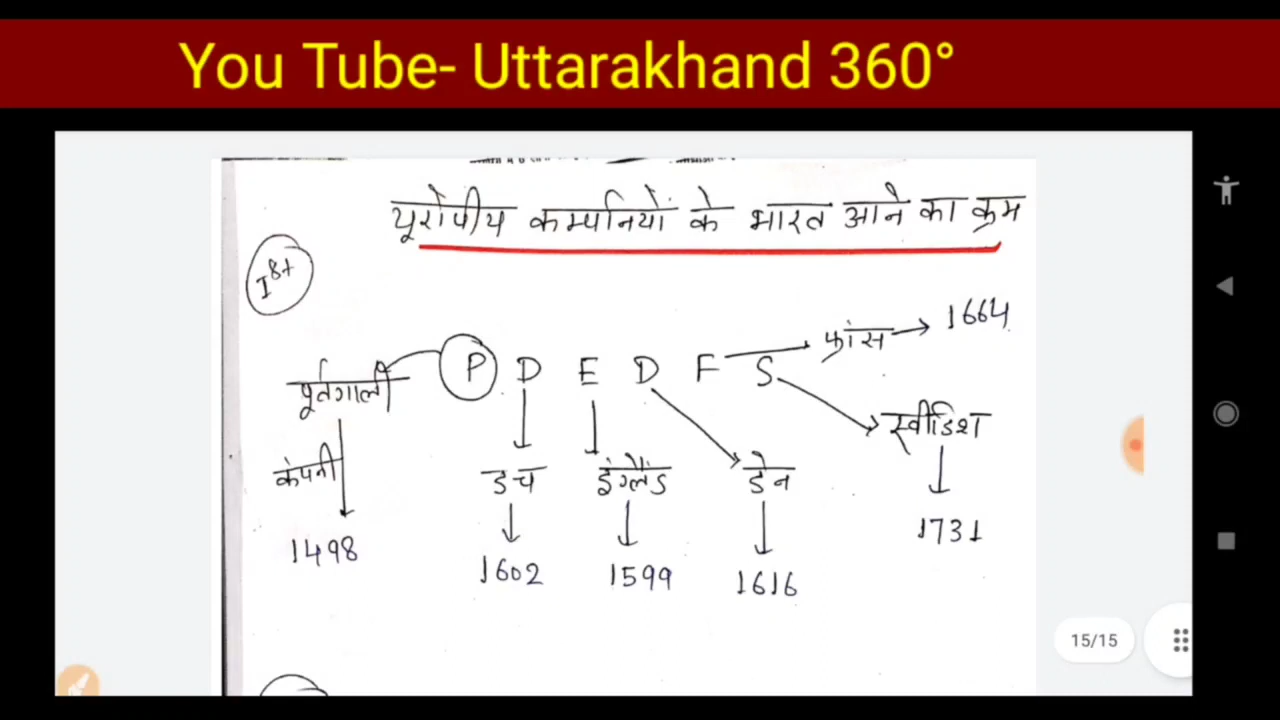 You Tube- Uttarakhand 360°
यूरोपीय कम्पनियों के भारत आने का क्रम
I8+
P D E D F S
फ्रांस → 1664
पुर्तगाली
कंपनी
1498
डच
1602
इंग्लैंड
1599
डेन
1616
स्वीडिश
1731
15/15